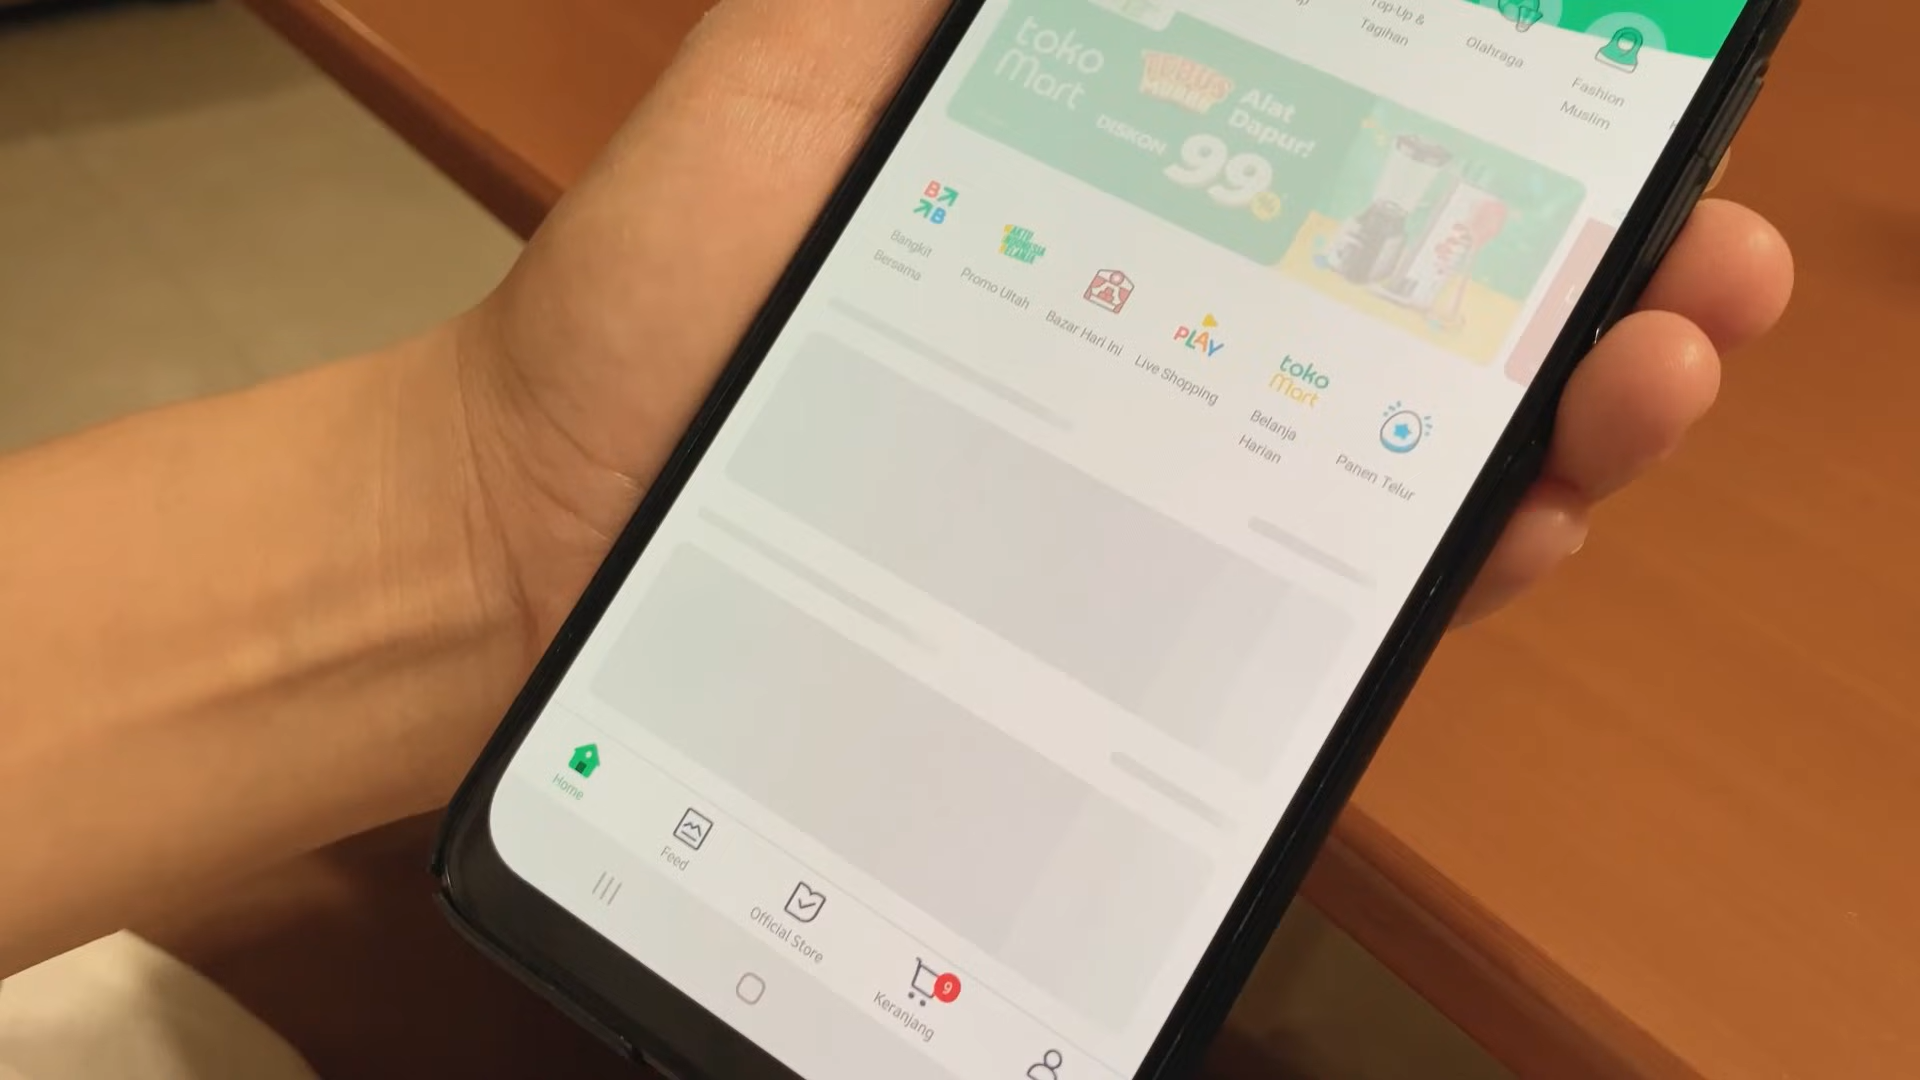 Top-Up &
Tagihan
Olahraga
Fashion
Muslim
toko
Mart
Alat
Dapur!
DISKON
99
B
B
Bangkit
Bersama
Promo Ultah
Bazar Hari Ini
PLAY
Live Shopping
toko
Mart
Belanja
Harian
Panen Telur
Home
Feed
Official Store
9
Keranjang